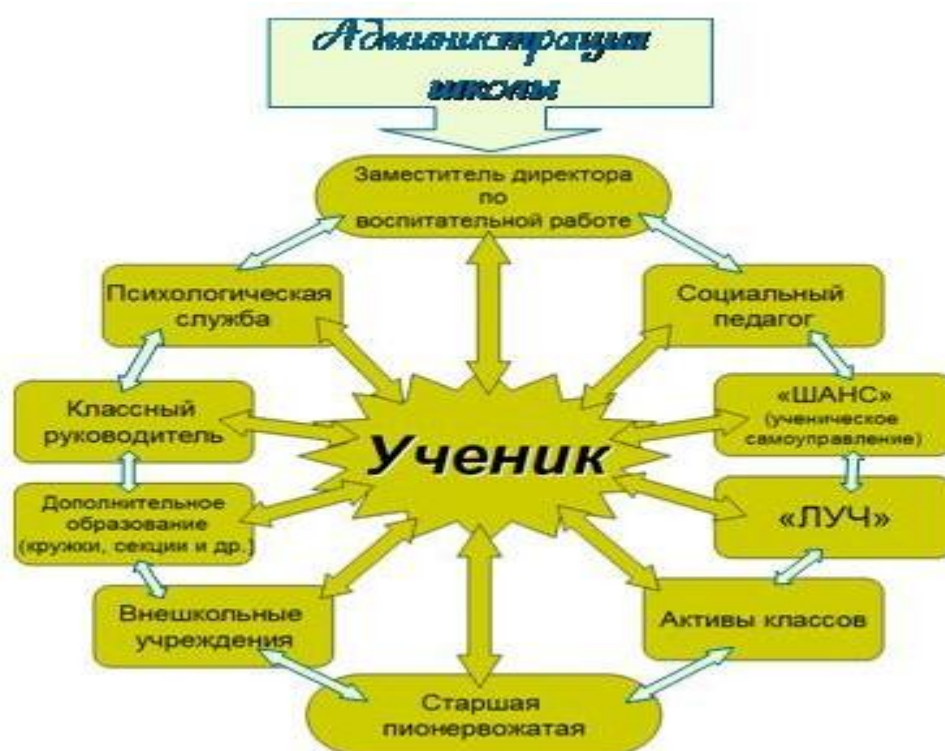 Администрация
школы
Заместитель директора
по
воспитательной работе
Психологическая
служба
Социальный
педагог
Классный
руководитель
«ШАНС»
(ученическое
самоуправление)
Ученик
Дополнительное
образование
(кружки, секции и др.)
«ЛУЧ»
Внешкольные
учреждения
Активы классов
Старшая
пионервожатая